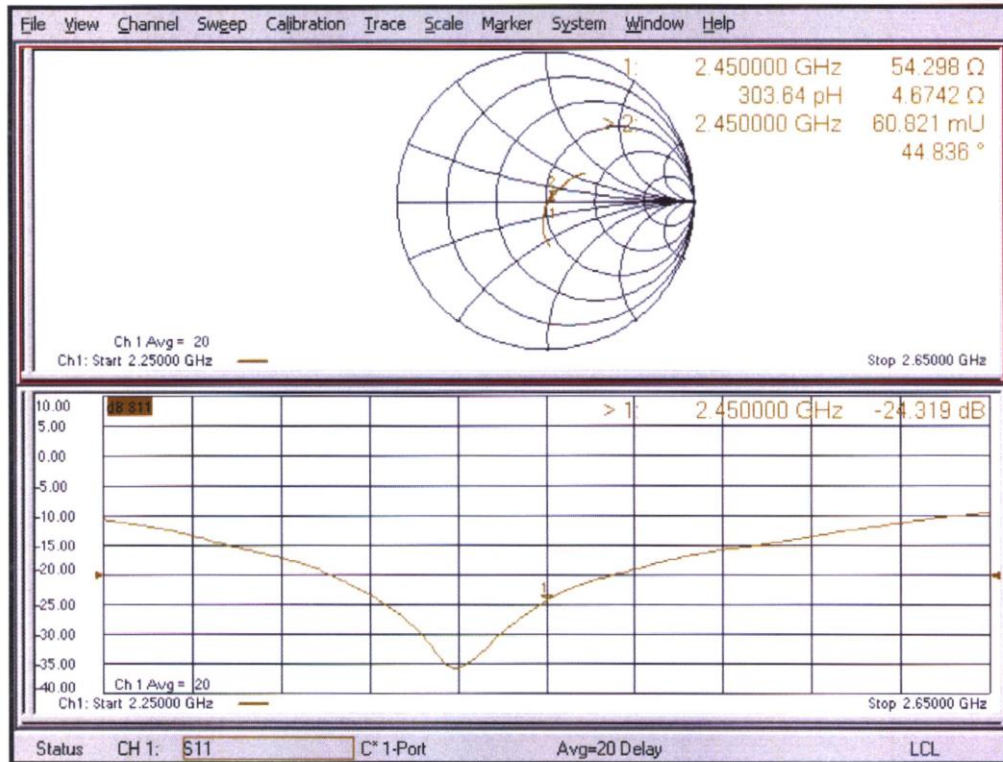 File View Channel Sweep Calibration Trace Scale Marker System Window Help
1: 2.450000 GHz 54.298 Ω
303.64 pH 4.6742 Ω
> 2: 2.450000 GHz 60.821 mU
44.836 °
2
1
Ch 1 Avg = 20
Ch1: Start 2.25000 GHz Stop 2.65000 GHz
10.00 dB S11 > 1: 2.450000 GHz -24.319 dB
5.00
0.00
-5.00
-10.00
-15.00
-20.00
1
-25.00
-30.00
-35.00
-40.00 Ch 1 Avg = 20
Ch1: Start 2.25000 GHz Stop 2.65000 GHz
Status CH 1: S11 C* 1-Port Avg=20 Delay LCL